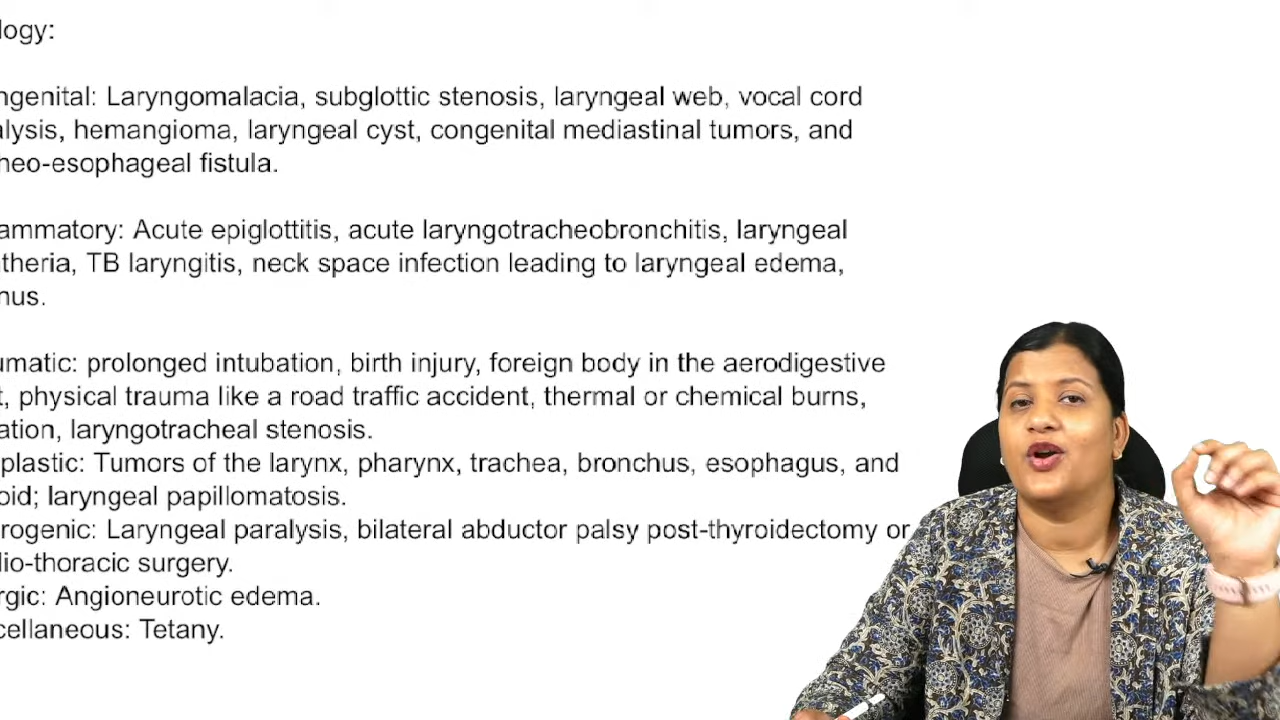 logy:
ngenital: Laryngomalacia, subglottic stenosis, laryngeal web, vocal cord
alysis, hemangioma, laryngeal cyst, congenital mediastinal tumors, and
heo-esophageal fistula.
ammatory: Acute epiglottitis, acute laryngotracheobronchitis, laryngeal
theria, TB laryngitis, neck space infection leading to laryngeal edema,
nus.
umatic: prolonged intubation, birth injury, foreign body in the aerodigestive
t, physical trauma like a road traffic accident, thermal or chemical burns,
ation, laryngotracheal stenosis.
plastic: Tumors of the larynx, pharynx, trachea, bronchus, esophagus, and
oid; laryngeal papillomatosis.
rogenic: Laryngeal paralysis, bilateral abductor palsy post-thyroidectomy or
lio-thoracic surgery.
rgic: Angioneurotic edema.
cellaneous: Tetany.